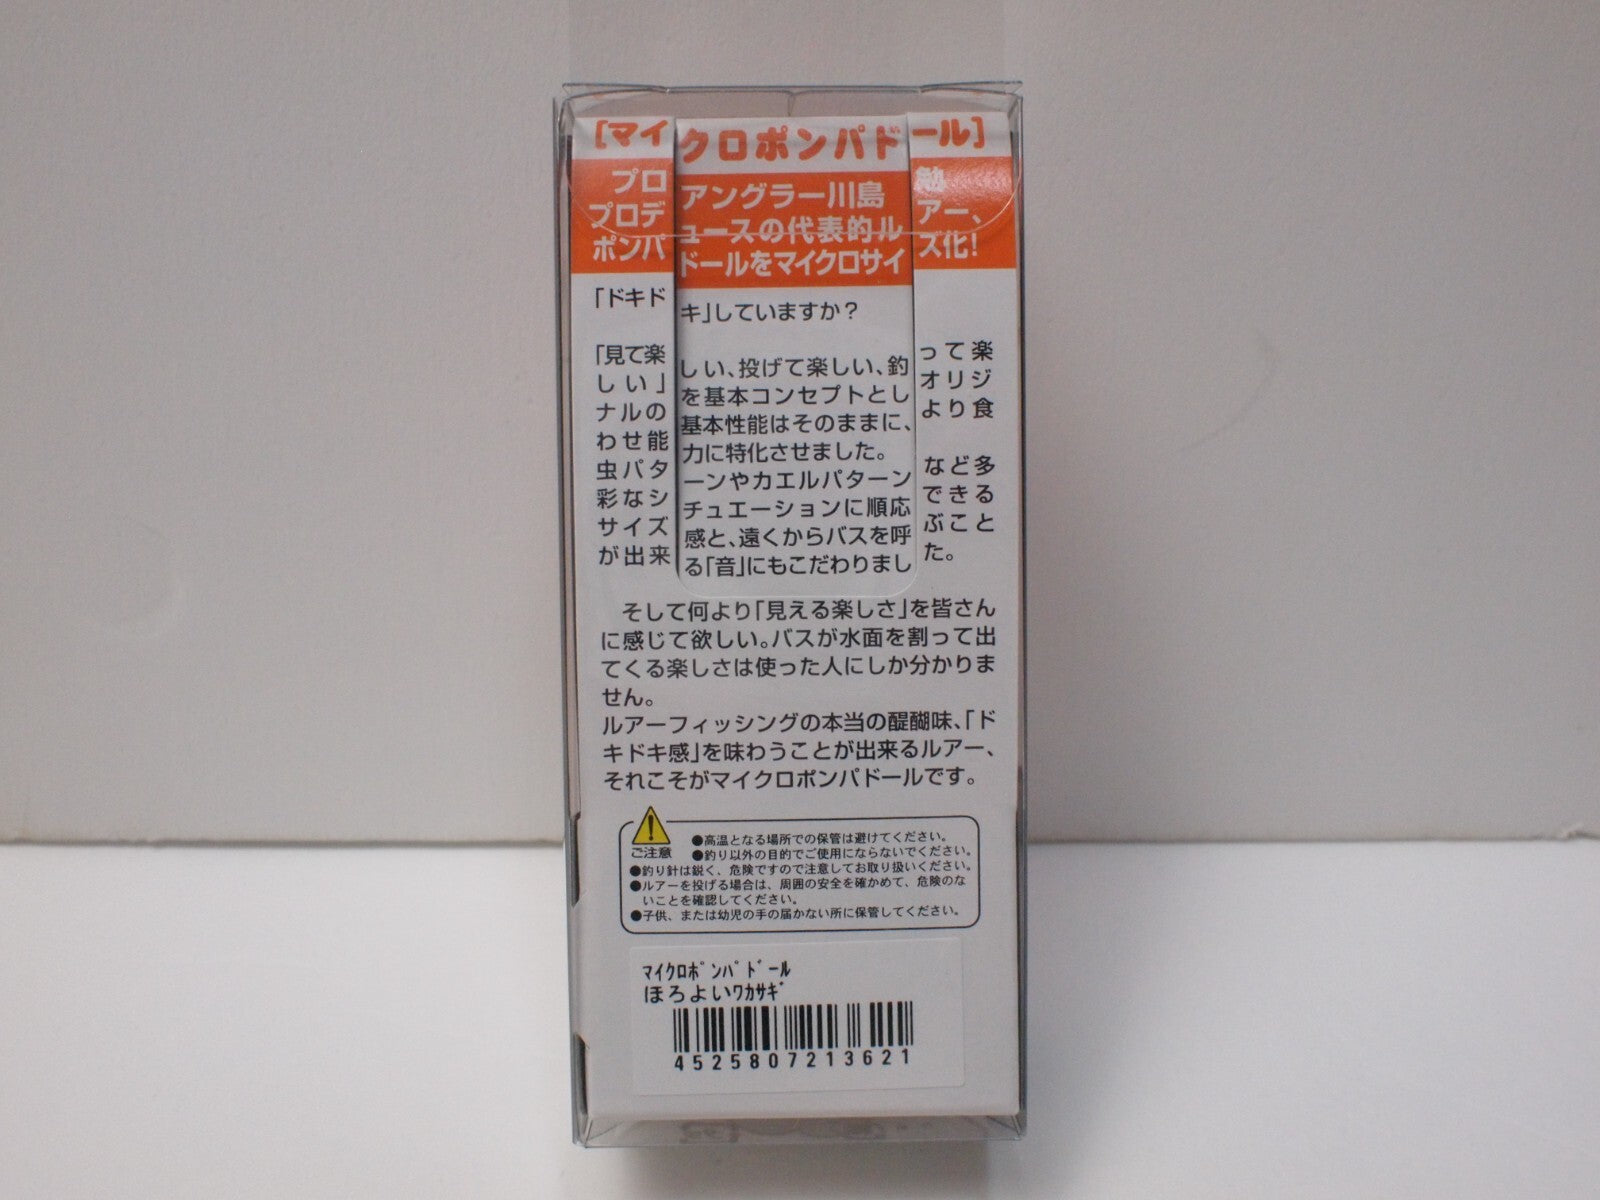 [マイクロポンパドール]
プロアングラー川島勉
プロデュースの代表的ルアー、
ポンパドールをマイクロサイズ化!
「ドキドキ」していますか?
「見て楽しい、投げて楽しい、釣って楽
しい」を基本コンセプトとしオリジ
ナルの基本性能はそのままに、より食
わせ能力に特化させました。
虫パターンやカエルパターンなど多
彩なシチュエーションに順応できる
サイズ感と、遠くからバスを呼ぶこと
が出来る「音」にもこだわりました。
そして何より「見える楽しさ」を皆さん
に感じて欲しい。バスが水面を割って出
てくる楽しさは使った人にしか分かりま
せん。
ルアーフィッシングの本当の醍醐味、「ド
キドキ感」を味わうことが出来るルアー、
それこそがマイクロポンパドールです。
ご注意
●高温となる場所での保管は避けてください。
●釣り以外の目的でご使用にならないでください。
●釣り針は鋭く、危険ですので注意してお取り扱いください。
●ルアーを投げる場合は、周囲の安全を確かめて、危険のな
いことを確認してください。
●子供、または幼児の手の届かない所に保管してください。
ﾏｲｸﾛﾎﾟﾝﾊﾟﾄﾞｰﾙ
ほろよいﾜｶｻｷﾞ
4525807213621